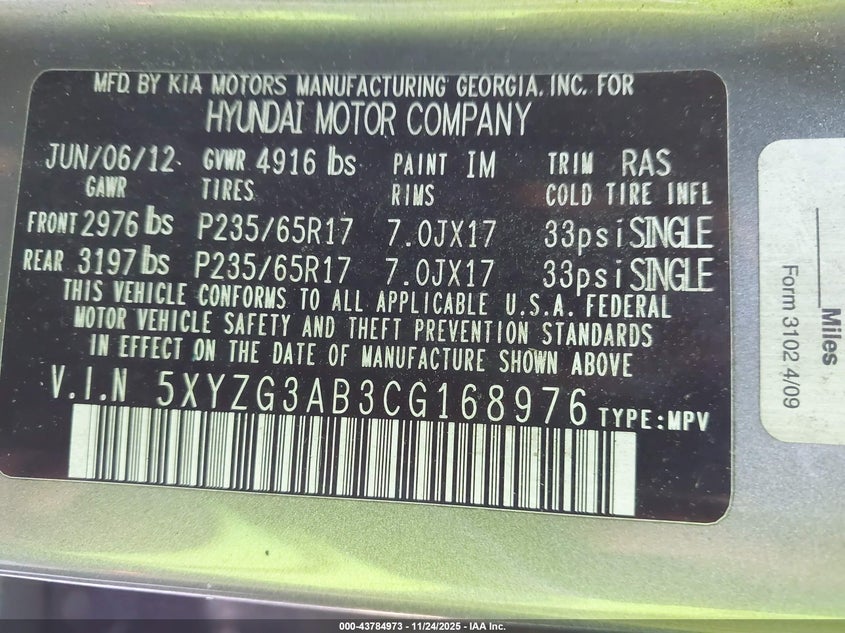 MFD. BY KIA MOTORS MANUFACTURING GEORGIA, INC. FOR
HYUNDAI MOTOR COMPANY
JUN/06/12 GVWR 4916 lbs PAINT IM TRIM RAS
GAWR TIRES RIMS COLD TIRE INFL
FRONT 2976 lbs P235/65R17 7.0JX17 33psi SINGLE
REAR 3197 lbs P235/65R17 7.0JX17 33psi SINGLE
THIS VEHICLE CONFORMS TO ALL APPLICABLE U.S.A. FEDERAL
MOTOR VEHICLE SAFETY AND THEFT PREVENTION STANDARDS
IN EFFECT ON THE DATE OF MANUFACTURE SHOWN ABOVE
V.I.N 5XYZG3AB3CG168976 TYPE:MPV
Miles
Form 3102 4/09
000-43784973 - 11/24/2025 - IAA Inc.